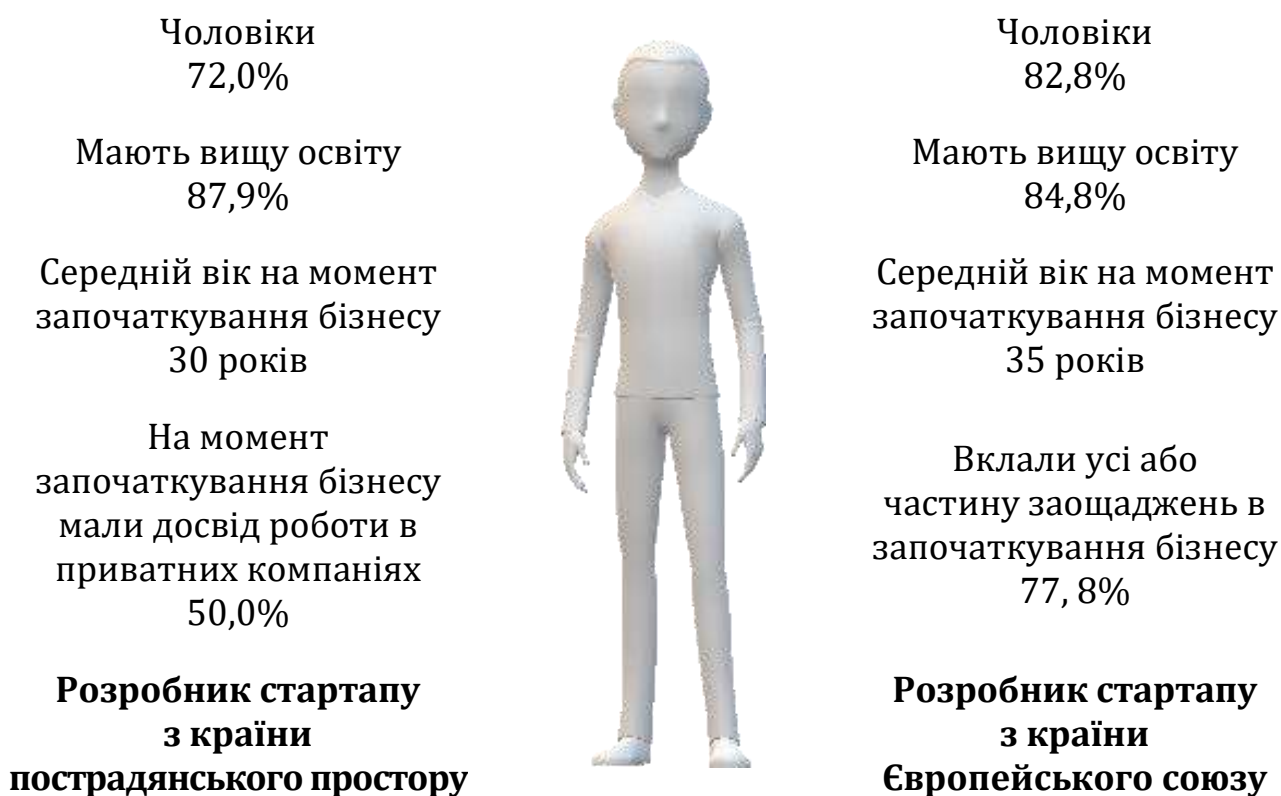 Чоловіки
72,0%
Мають вищу освіту
87,9%
Середній вік на момент
започаткування бізнесу
30 років
На момент
започаткування бізнесу
мали досвід роботи в
приватних компаніях
50,0%
Розробник стартапу
з країни
пострадянського простору
Чоловіки
82,8%
Мають вищу освіту
84,8%
Середній вік на момент
започаткування бізнесу
35 років
Вклали усі або
частину заощаджень в
започаткування бізнесу
77, 8%
Розробник стартапу
з країни
Європейського союзу